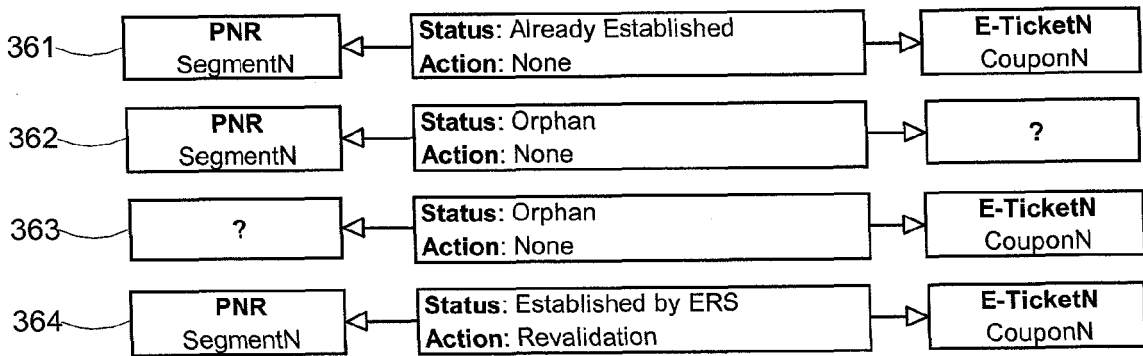 361
PNR
SegmentN
Status: Already Established
Action: None
E-TicketN
CouponN
362
PNR
SegmentN
Status: Orphan
Action: None
?
363
?
Status: Orphan
Action: None
E-TicketN
CouponN
364
PNR
SegmentN
Status: Established by ERS
Action: Revalidation
E-TicketN
CouponN